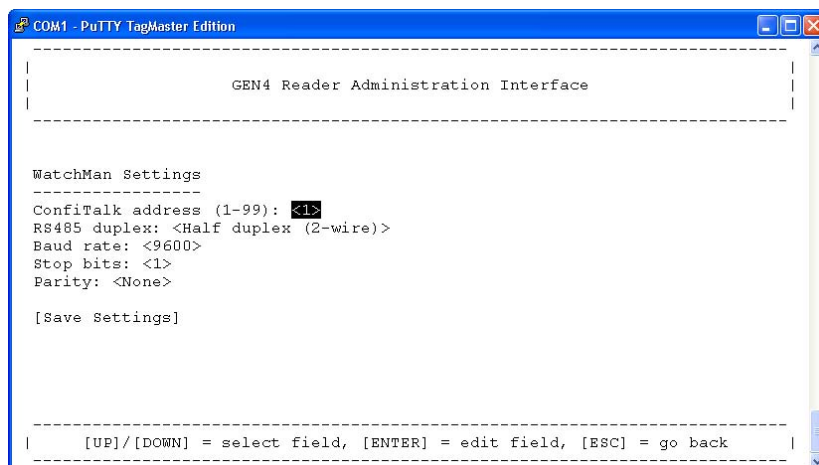 COM1 - PuTTY TagMaster Edition
GEN4 Reader Administration Interface
WatchMan Settings
ConfiTalk address (1-99): <1>
RS485 duplex: <Half duplex (2-wire)>
Baud rate: <9600>
Stop bits: <1>
Parity: <None>
[Save Settings]
[UP]/[DOWN] = select field, [ENTER] = edit field, [ESC] = go back